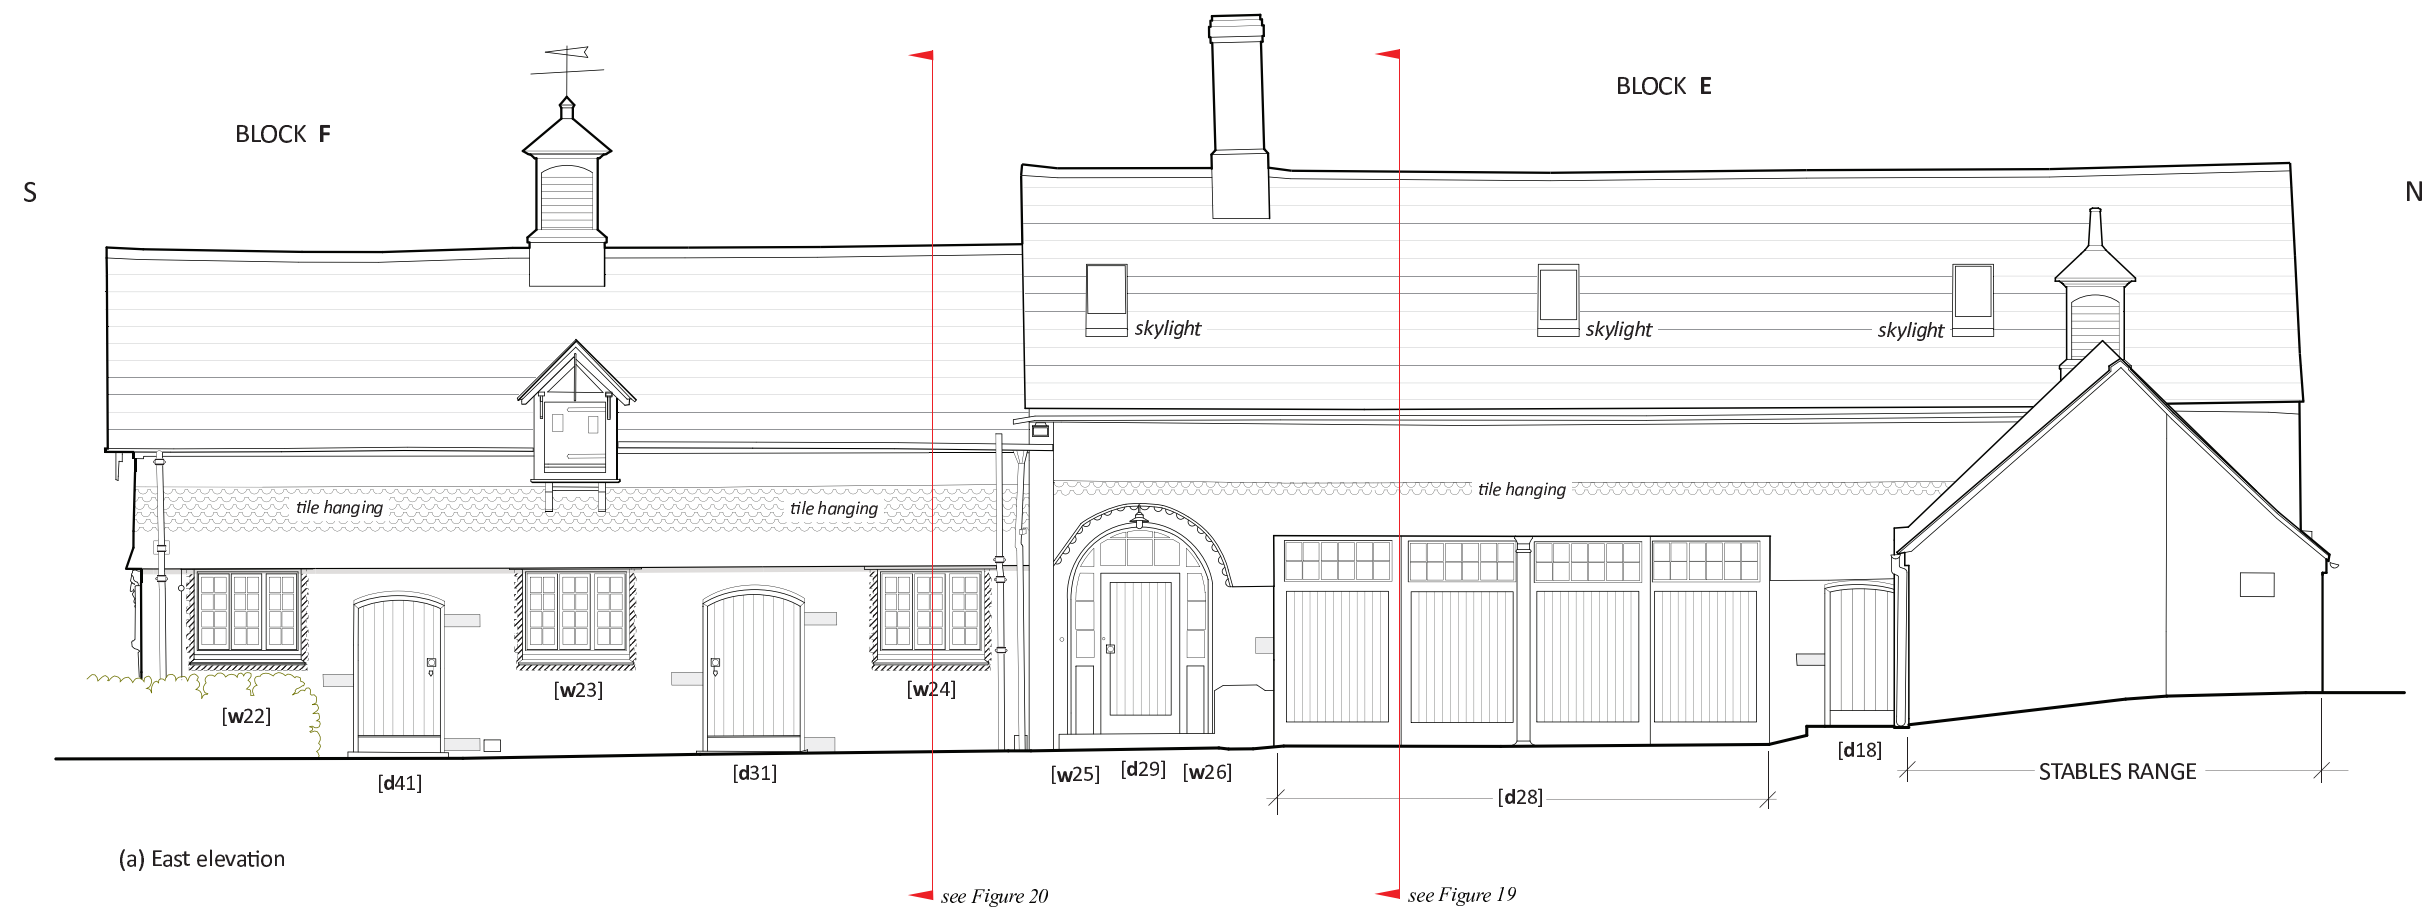 BLOCK E
BLOCK F
S
N
skylight
skylight
skylight
tile hanging
tile hanging
tile hanging
[w22]
[w23]
[w24]
[d41]
[d31]
[w25]
[d29]
[w26]
[d28]
[d18]
STABLES RANGE
(a) East elevation
see Figure 20
see Figure 19